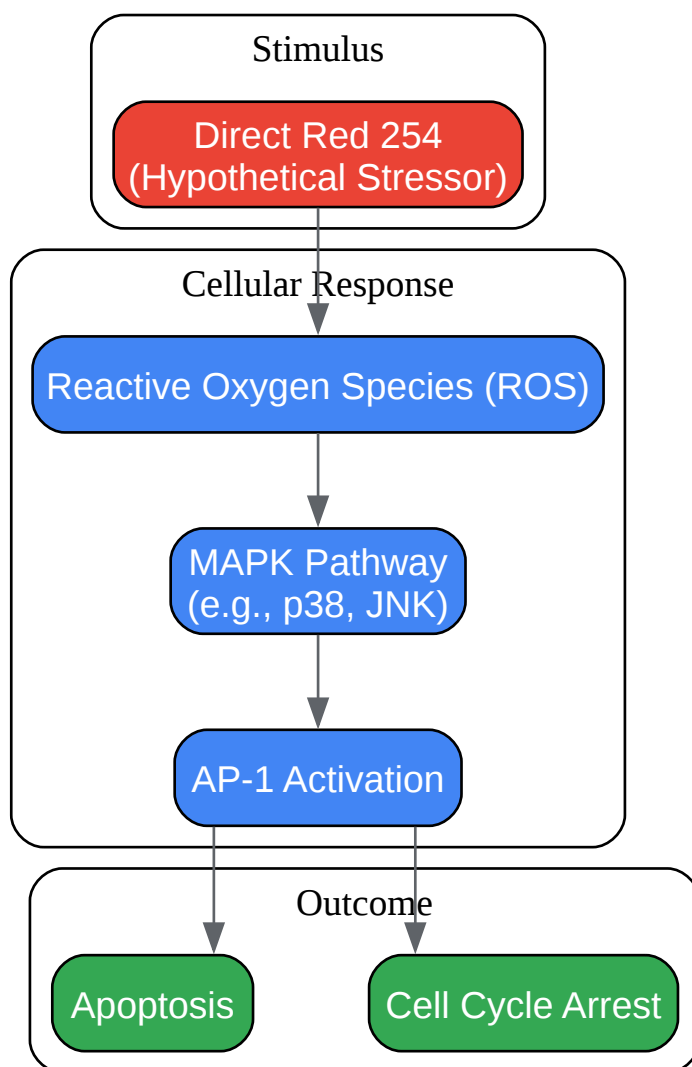 Stimulus
Direct Red 254
(Hypothetical Stressor)
Cellular Response
Reactive Oxygen Species (ROS)
MAPK Pathway
(e.g., p38, JNK)
AP-1 Activation
Outcome
Apoptosis
Cell Cycle Arrest